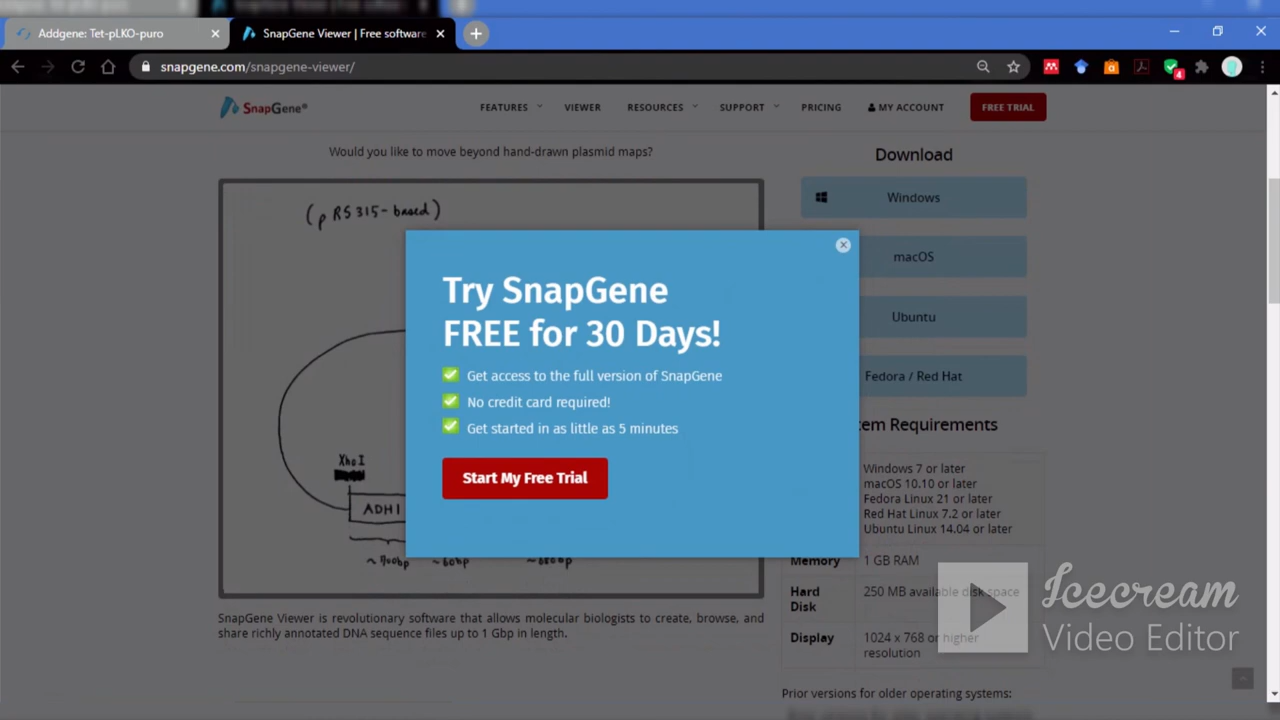 Addgene: Tet-pLKO-puro
SnapGene Viewer | Free software
snapgene.com/snapgene-viewer/
4
SnapGene®
FEATURES
VIEWER
RESOURCES
SUPPORT
PRICING
MY ACCOUNT
FREE TRIAL
Would you like to move beyond hand-drawn plasmid maps?
(pRS315-based)
XhoI
ADH1
~700bp
~60bp
Try SnapGene
FREE for 30 Days!
Get access to the full version of SnapGene
No credit card required!
Get started in as little as 5 minutes
Start My Free Trial
SnapGene Viewer is revolutionary software that allows molecular biologists to create, browse, and
share richly annotated DNA sequence files up to 1 Gbp in length.
Download
Windows
macOS
Ubuntu
Fedora / Red Hat
Requirements
Windows 7 or later
macOS 10.10 or later
Fedora Linux 21 or later
Red Hat Linux 7.2 or later
Ubuntu Linux 14.04 or later
Memory
1 GB RAM
Hard
Disk
250 MB available disk space
Display
1024 x 768 or higher
resolution
Prior versions for older operating systems:
Icecream
Video Editor